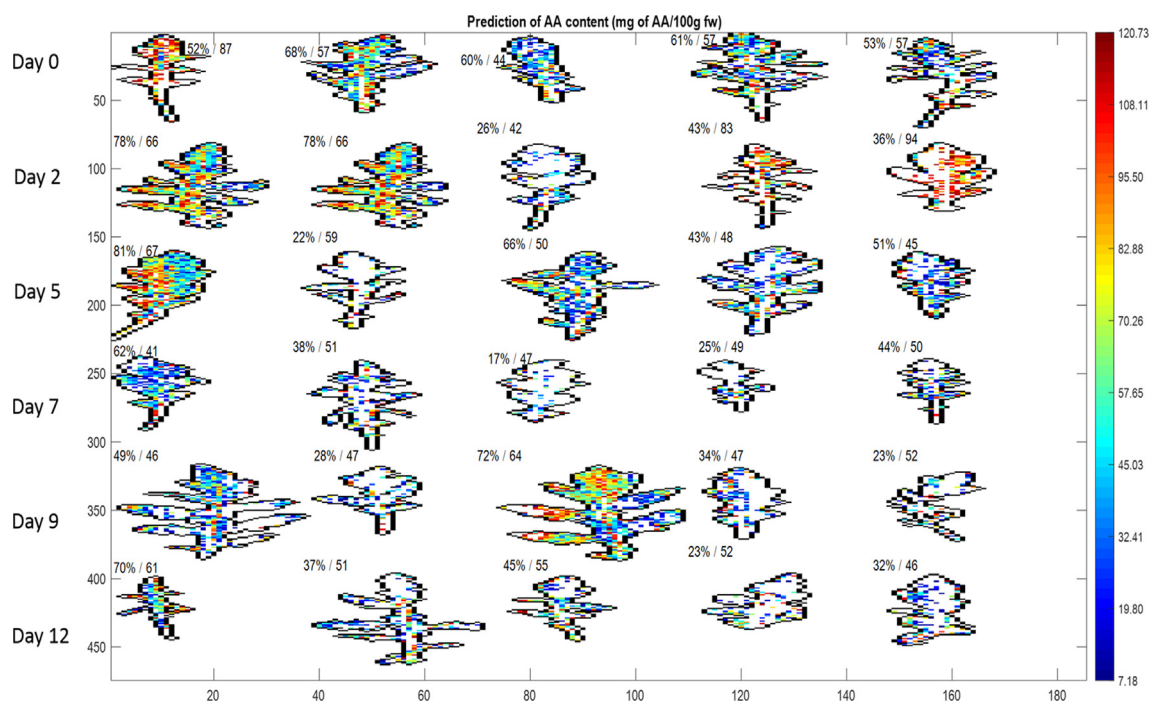 Prediction of AA content (mg of AA/100g fw)
Day 0
52% / 87
68% / 57
60% / 44
61% / 57
53% / 57
50
Day 2
78% / 66
78% / 66
26% / 42
43% / 83
36% / 94
100
150
Day 5
81% / 67
22% / 59
66% / 50
43% / 48
51% / 45
200
Day 7
62% / 41
38% / 51
17% / 47
25% / 49
44% / 50
250
300
Day 9
49% / 46
28% / 47
72% / 64
34% / 47
23% / 52
350
Day 12
70% / 61
37% / 51
45% / 55
23% / 52
32% / 46
400
450
20
40
60
80
100
120
140
160
180
120.73
108.11
95.50
82.88
70.26
57.65
45.03
32.41
19.80
7.18